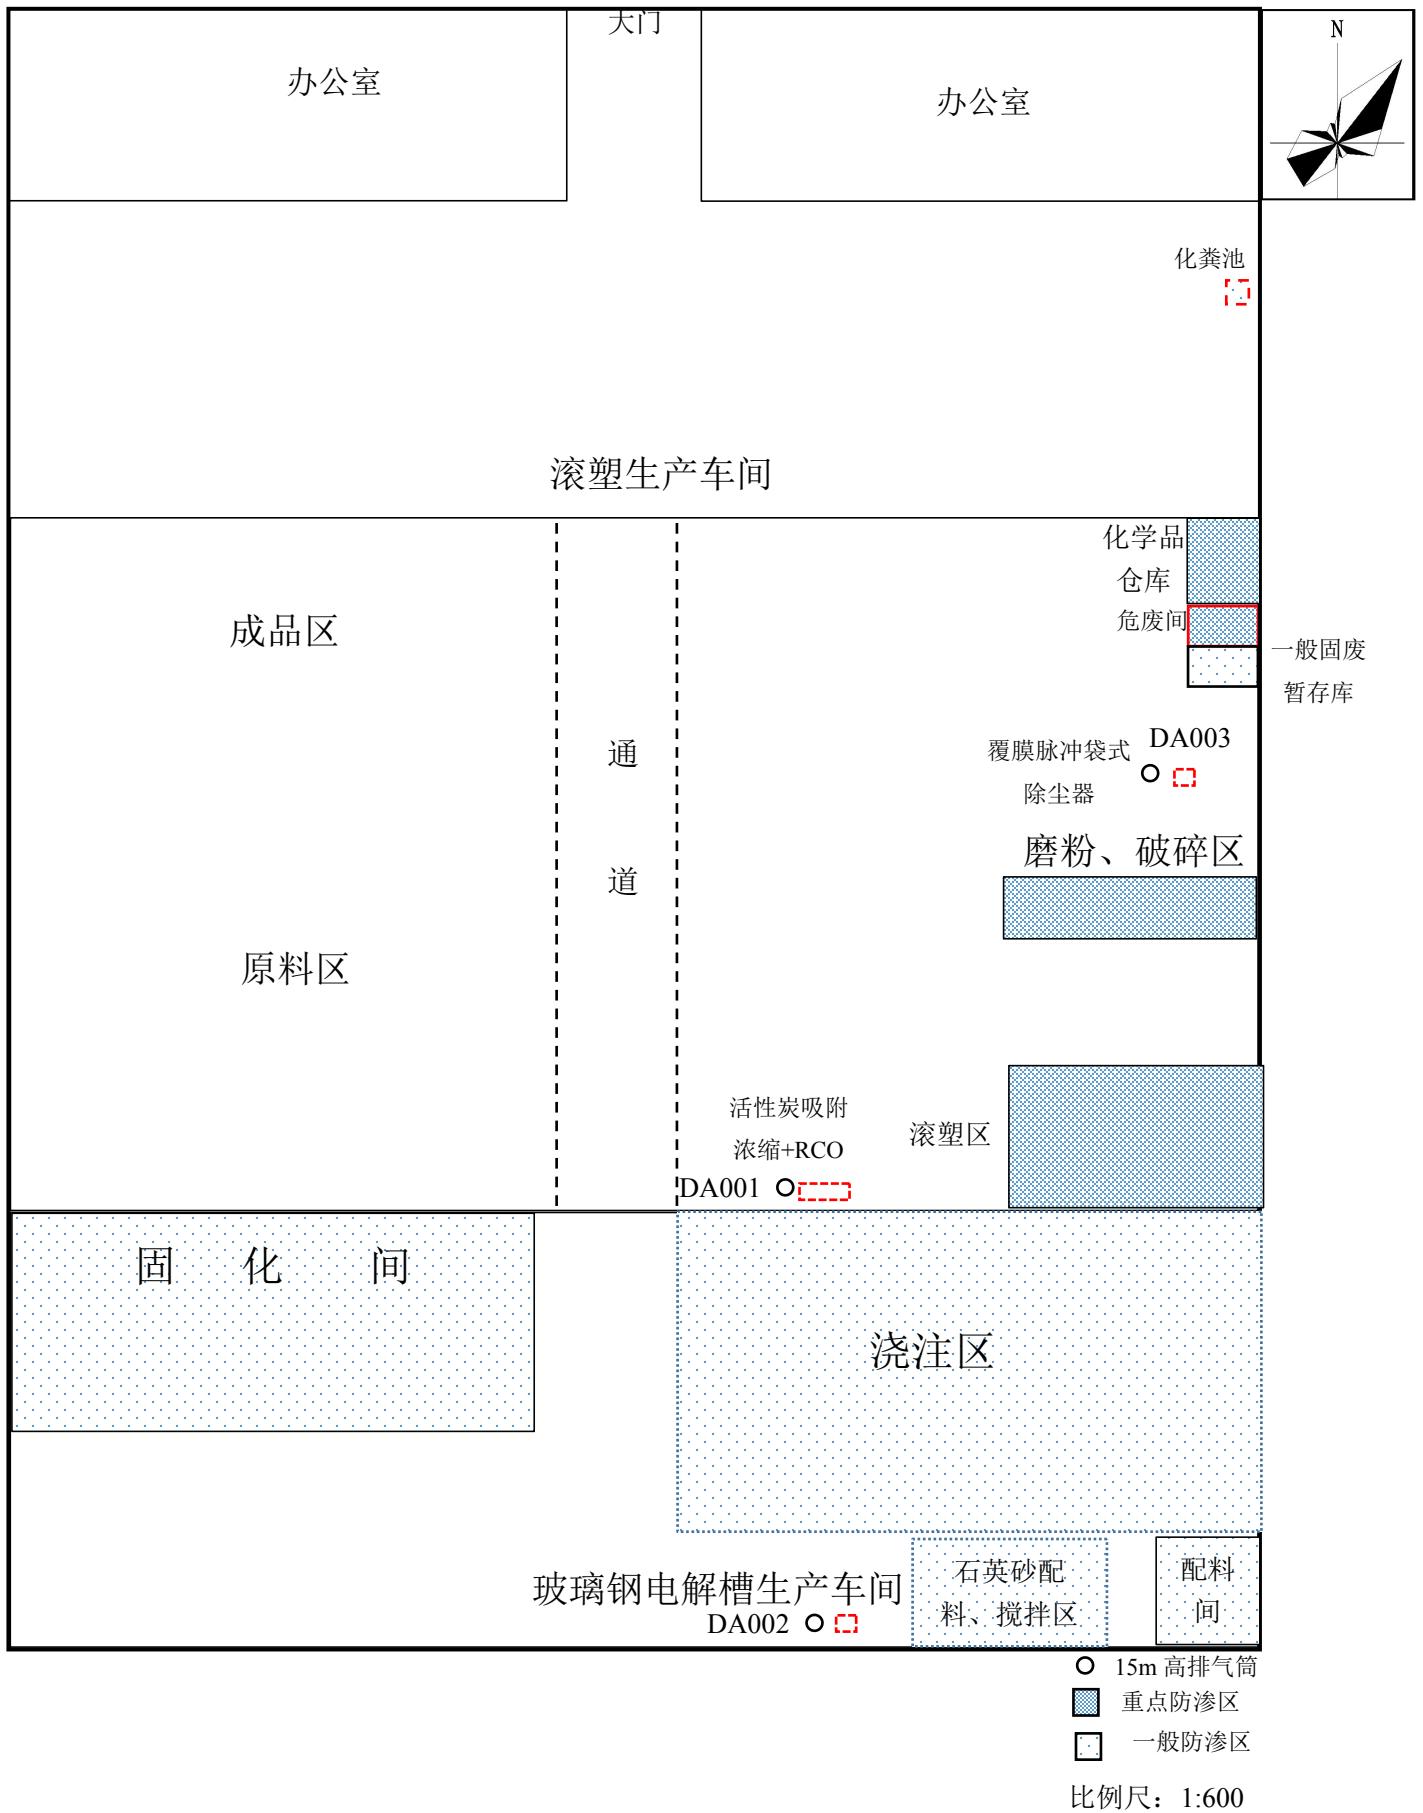 大门
N
办公室
办公室
化粪池
滚塑生产车间
化学品
仓库
成品区
危废间
一般固废
暂存库
通
道
覆膜脉冲袋式
除尘器
DA003
磨粉、破碎区
原料区
活性炭吸附
浓缩+RCO
滚塑区
DA001
固 化 间
浇注区
玻璃钢电解槽生产车间
石英砂配
料、搅拌区
配料
间
DA002
15m 高排气筒
重点防渗区
一般防渗区
比例尺：1:600